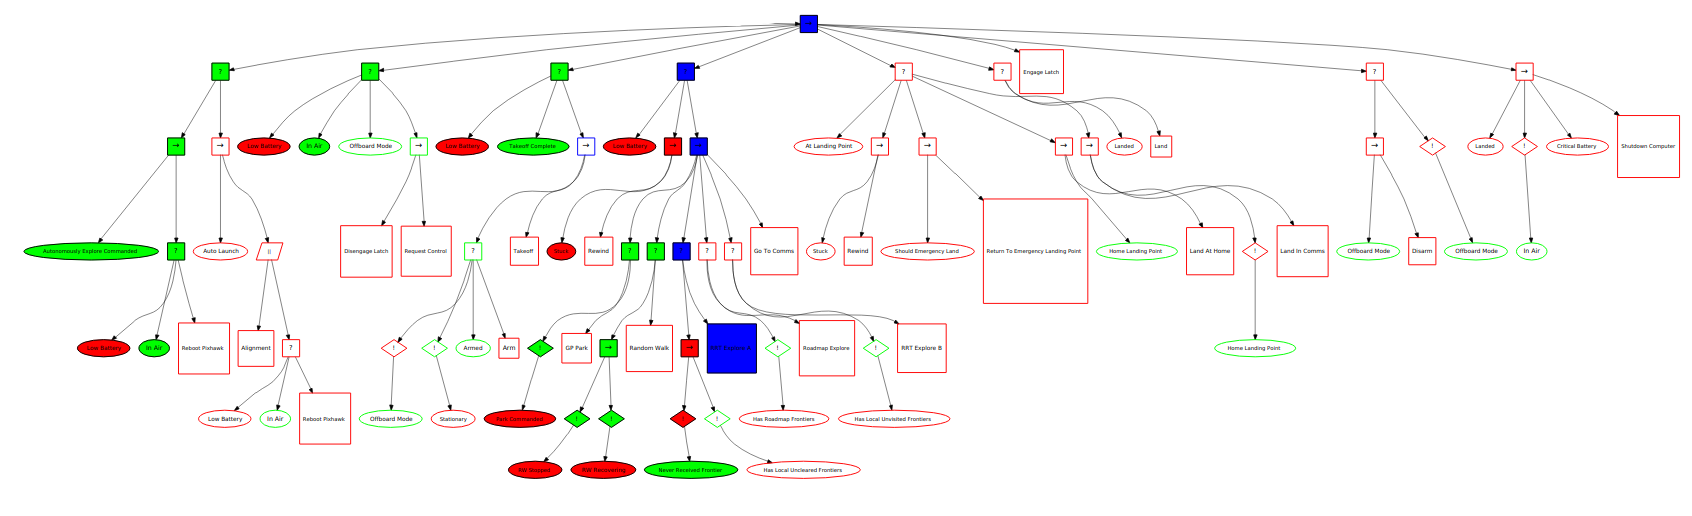 →
? ? ? ? ? Engage Latch ? →
→ → Low Battery In Air Offboard Mode → Low Battery Takeoff Complete → Low Battery → → At Landing Point → → → → Landed Land → ! Landed ! Critical Battery Shutdown Computer
Autonomously Explore Commanded ? Auto Launch || Disengage Latch Request Control ? Takeoff Stuck Rewind ? ? ? ? Go To Comms Stuck Rewind Should Emergency Land Return To Emergency Landing Point Home Landing Point Land At Home ! Land In Comms Offboard Mode Disarm Offboard Mode In Air
Low Battery In Air Reboot Pixhawk Alignment ? ! ! Armed Arm ! GP Park → Random Walk → ! Roadmap Explore ! RRT Explore B Home Landing Point
Low Battery In Air Reboot Pixhawk Offboard Mode Stationary Park Commanded ! ! ! Has Roadmap Frontiers Has Local Unvisited Frontiers
RW Stopped RW Recovering Never Received Frontier Has Local Uncleared Frontiers